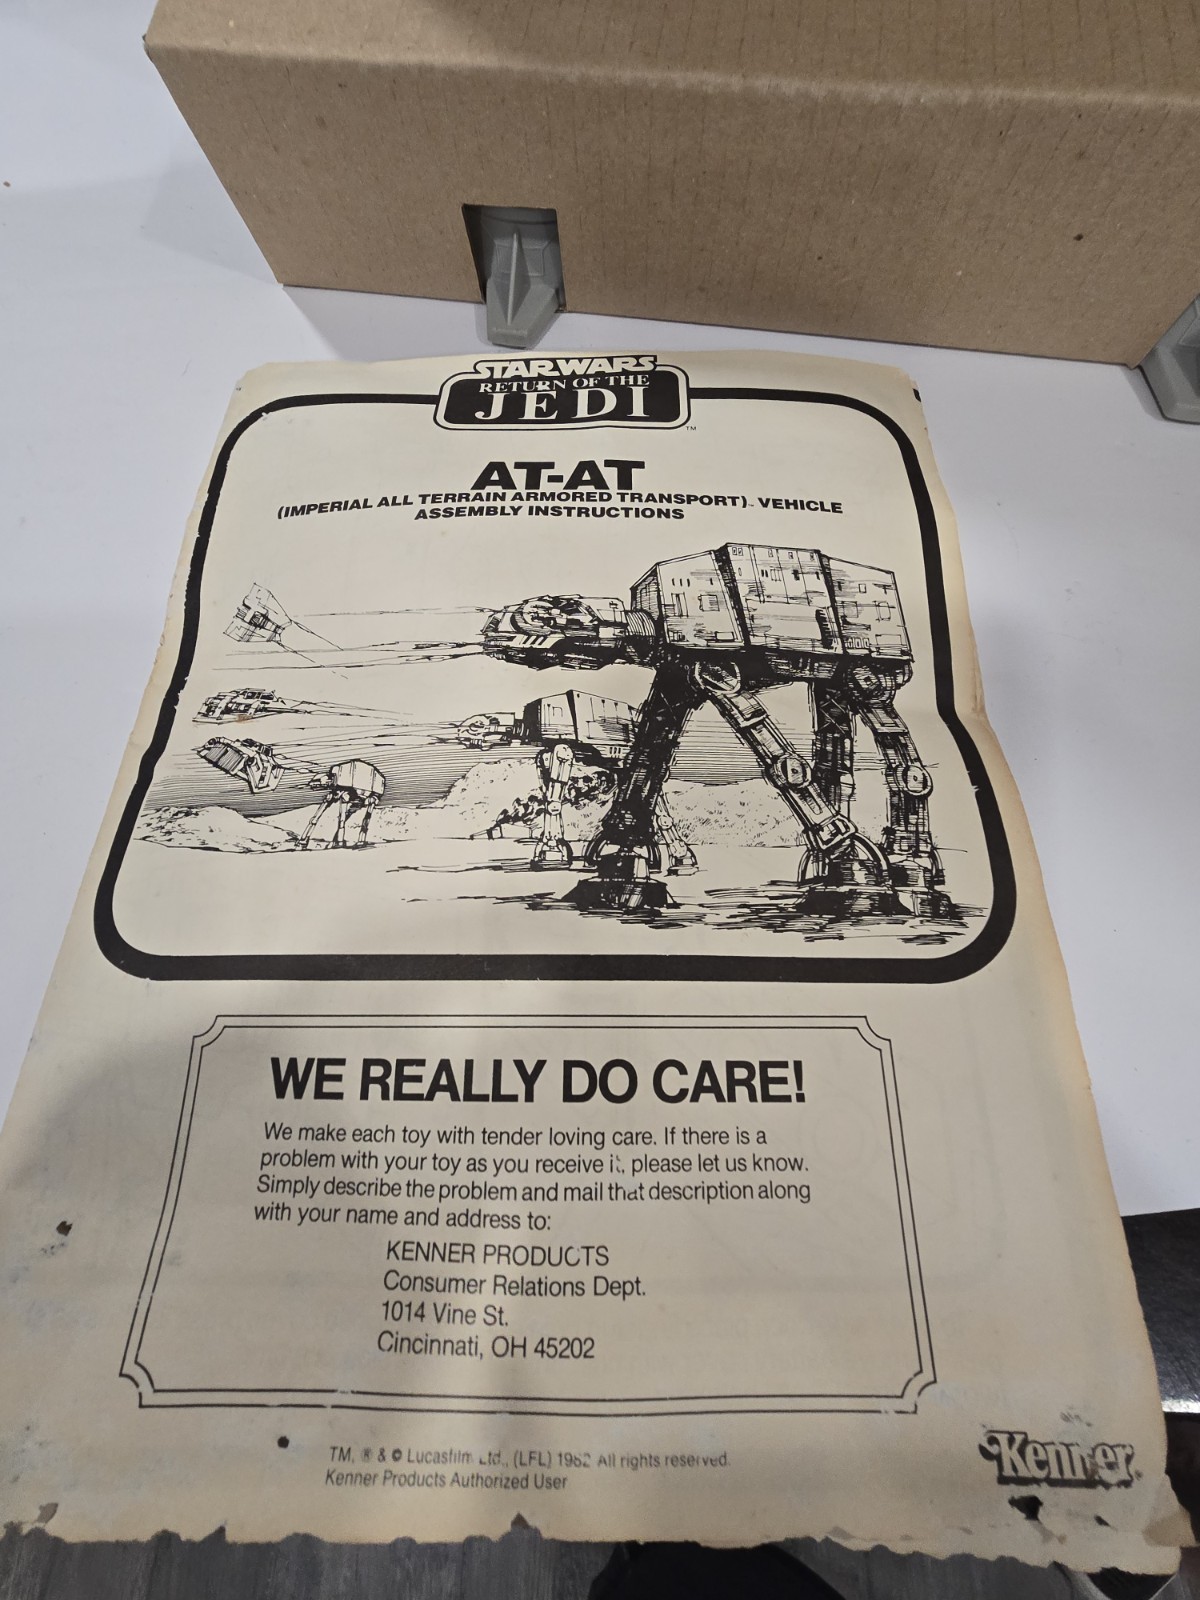 STAR WARS
RETURN OF THE
JEDI
TM
AT-AT
(IMPERIAL ALL TERRAIN ARMORED TRANSPORT)™ VEHICLE
ASSEMBLY INSTRUCTIONS
WE REALLY DO CARE!
We make each toy with tender loving care. If there is a
problem with your toy as you receive it, please let us know.
Simply describe the problem and mail that description along
with your name and address to:
KENNER PRODUCTS
Consumer Relations Dept.
1014 Vine St.
Cincinnati, OH 45202
TM, ® & © Lucasfilm Ltd., (LFL) 1982 All rights reserved.
Kenner Products Authorized User
Kenner